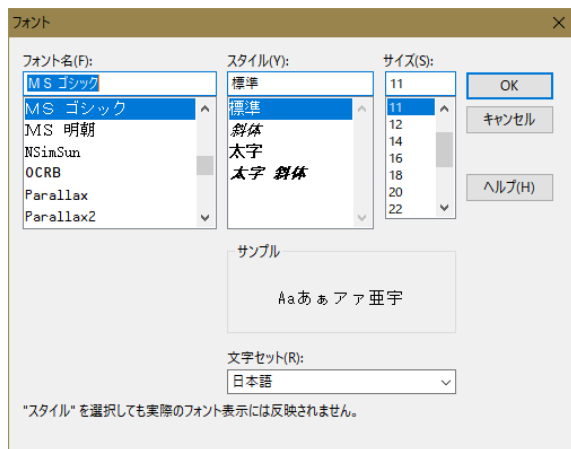 フォント
フォント名(F):
ＭＳ ゴシック
ＭＳ ゴシック
ＭＳ 明朝
NSimSun
OCRB
Parallax
Parallax2
スタイル(Y):
標準
標準
斜体
太字
太字 斜体
サイズ(S):
11
11
12
14
16
18
20
22
OK
キャンセル
ヘルプ(H)
サンプル
Aaあぁアァ亜宇
文字セット(R):
日本語
"スタイル" を選択しても実際のフォント表示には反映されません。